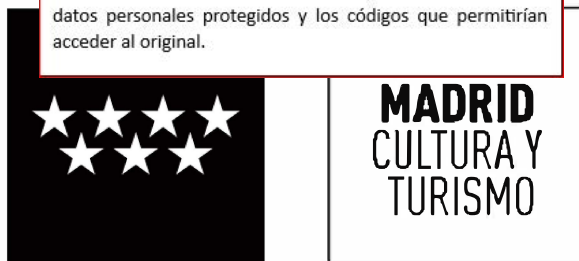 datos personales protegidos y los códigos que permitirían
acceder al original.
MADRID
CULTURA Y
TURISMO